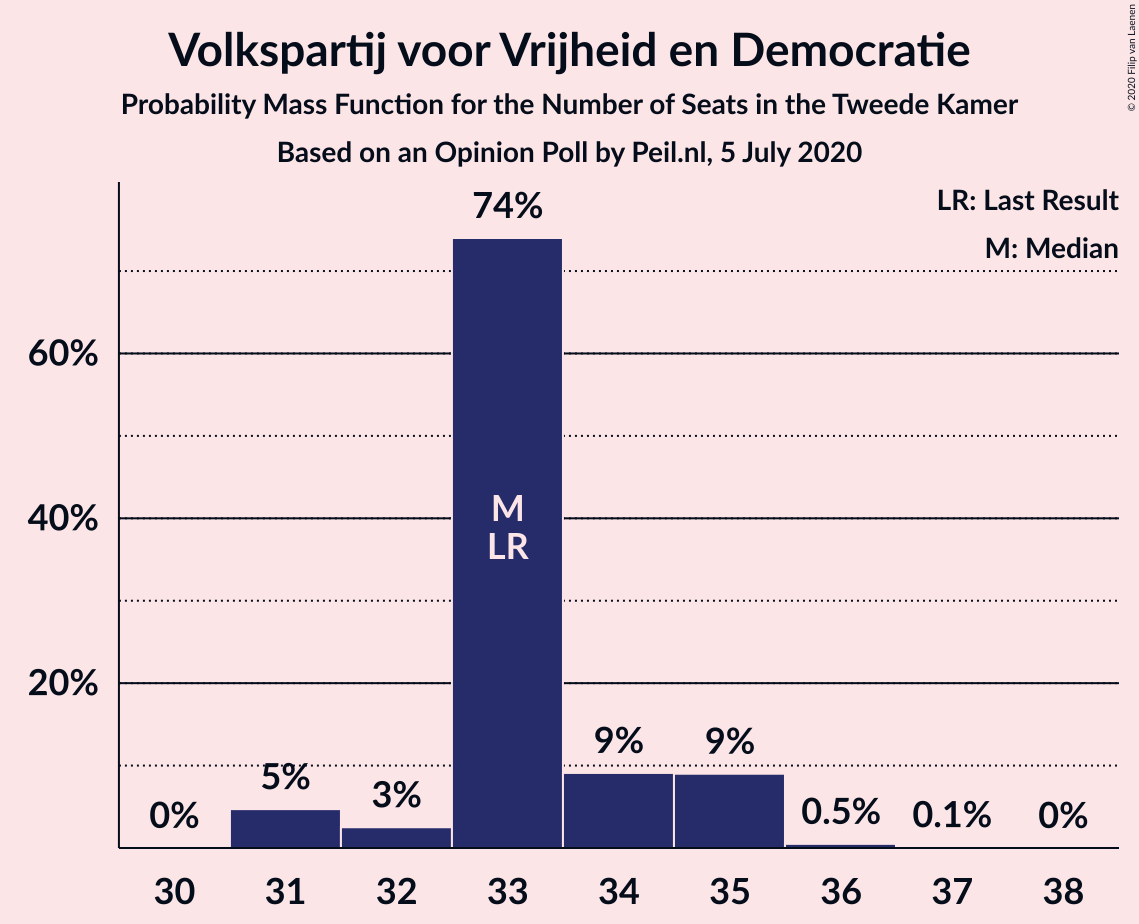 Volkspartij voor Vrijheid en Democratie
Probability Mass Function for the Number of Seats in the Tweede Kamer
Based on an Opinion Poll by Peil.nl, 5 July 2020
© 2020 Filip van Laenen
LR: Last Result
M: Median
60%
40%
20%
0%
5%
3%
74%
M
LR
9%
9%
0.5%
0.1%
0%
30 31 32 33 34 35 36 37 38